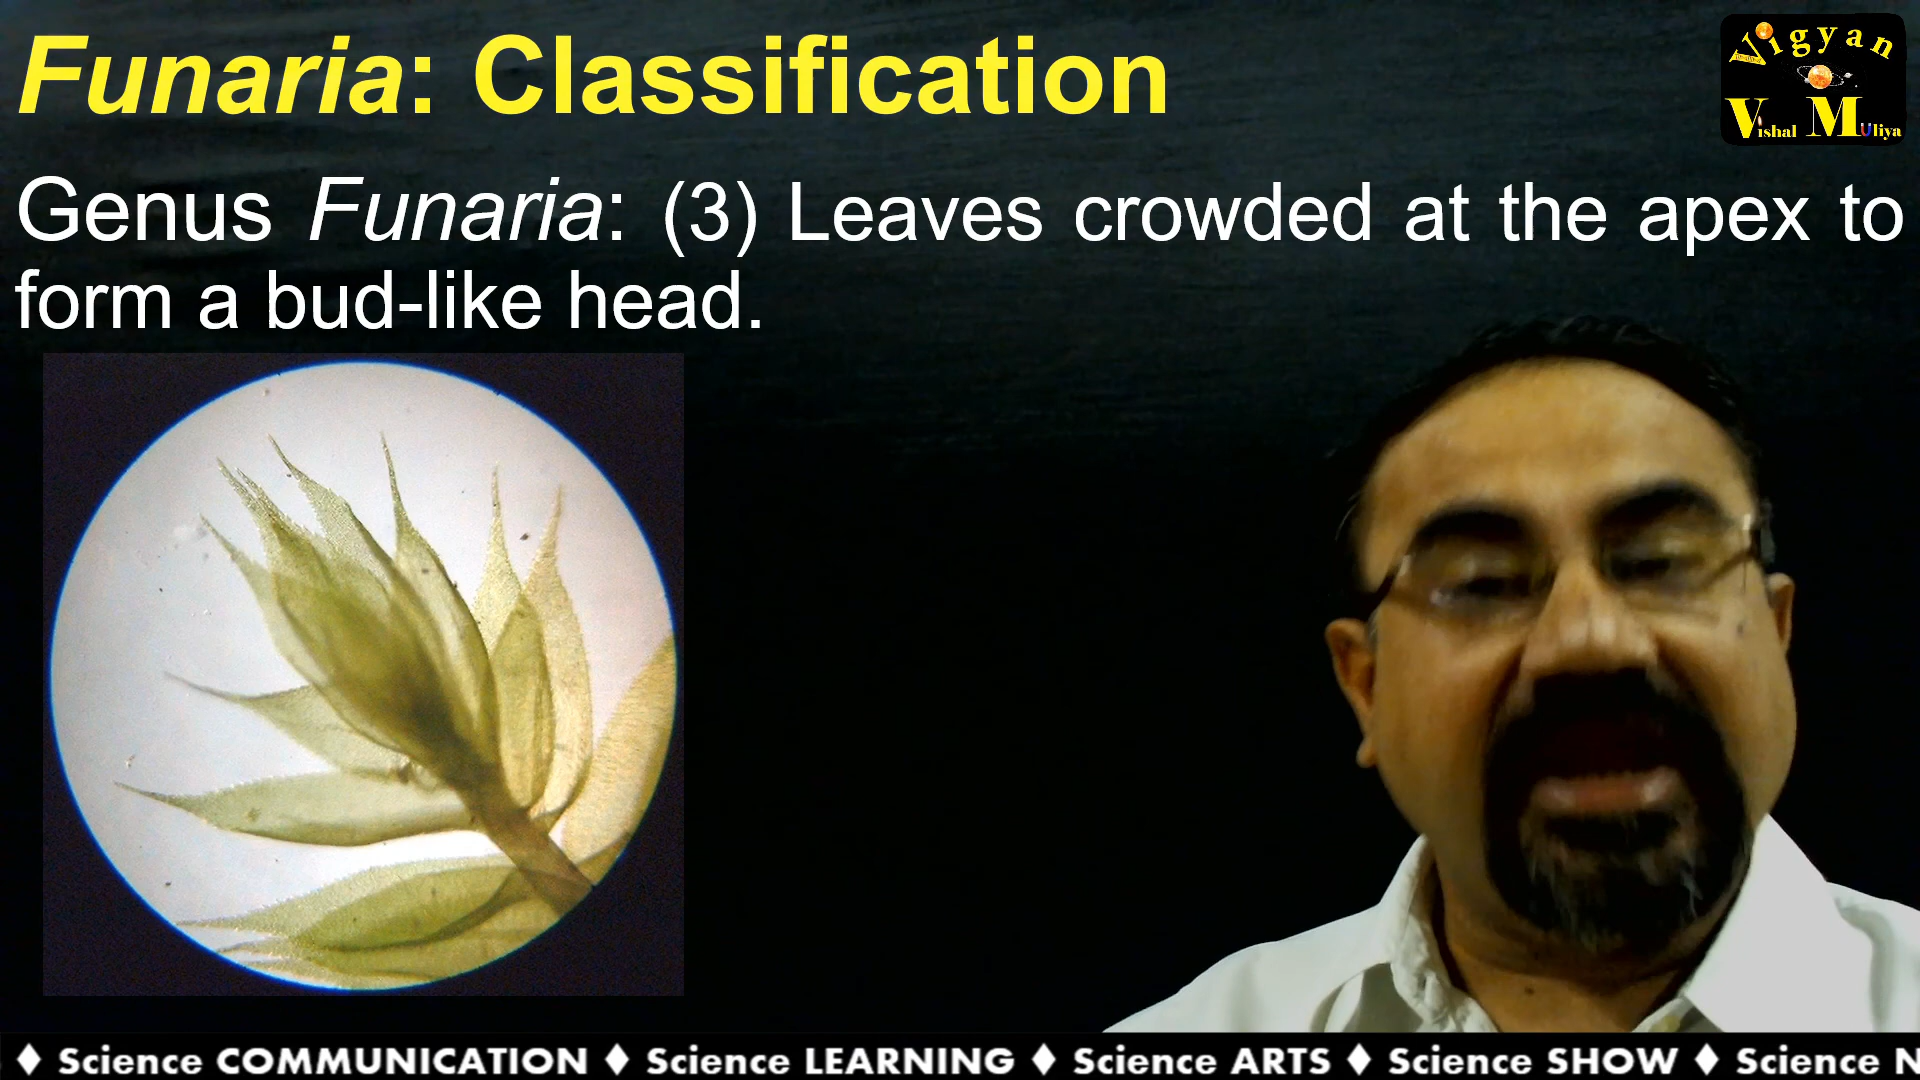 Funaria: Classification
Vigyan
Vishal Muliya
Genus Funaria: (3) Leaves crowded at the apex to
form a bud-like head.
♦ Science COMMUNICATION ♦ Science LEARNING ♦ Science ARTS ♦ Science SHOW ♦ Science N